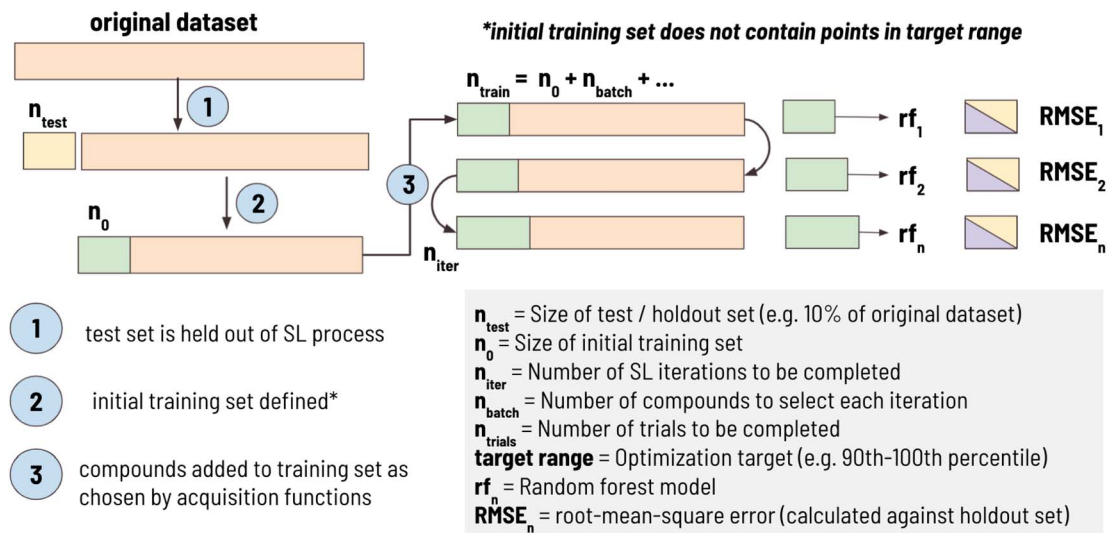 original dataset
*initial training set does not contain points in target range
n_train = n_0 + n_batch + ...
1
n_test
rf_1
RMSE_1
3
rf_2
RMSE_2
2
n_0
rf_n
RMSE_n
n_iter
1
test set is held out of SL process
2
initial training set defined*
3
compounds added to training set as
chosen by acquisition functions
n_test = Size of test / holdout set (e.g. 10% of original dataset)
n_0 = Size of initial training set
n_iter = Number of SL iterations to be completed
n_batch = Number of compounds to select each iteration
n_trials = Number of trials to be completed
target range = Optimization target (e.g. 90th-100th percentile)
rf_n = Random forest model
RMSE_n = root-mean-square error (calculated against holdout set)